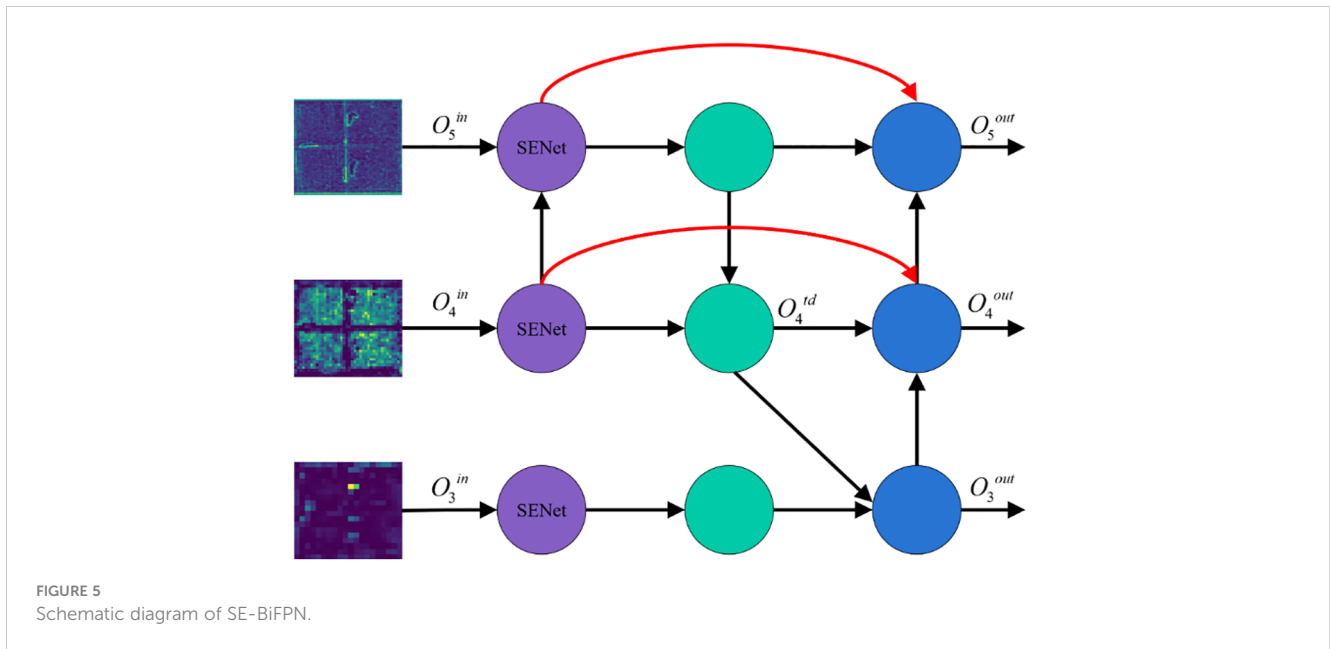 O₅ⁱⁿ SENet O₅ᵒᵘᵗ
O₄ⁱⁿ SENet O₄ᵗᵈ O₄ᵒᵘᵗ
O₃ⁱⁿ SENet O₃ᵒᵘᵗ
FIGURE 5
Schematic diagram of SE-BiFPN.